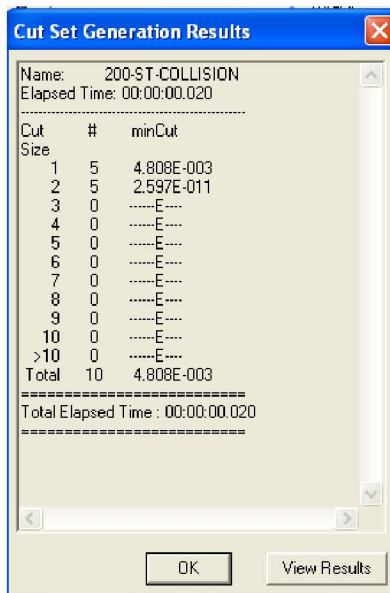 Cut Set Generation Results
Name: 200-ST-COLLISION
Elapsed Time: 00:00:00.020
--------------------------------------------------
Cut # minCut
Size
1 5 4.808E-003
2 5 2.597E-011
3 0 ------E----
4 0 ------E----
5 0 ------E----
6 0 ------E----
7 0 ------E----
8 0 ------E----
9 0 ------E----
10 0 ------E----
>10 0 ------E----
Total 10 4.808E-003
===========================
Total Elapsed Time : 00:00:00.020
===========================
OK View Results